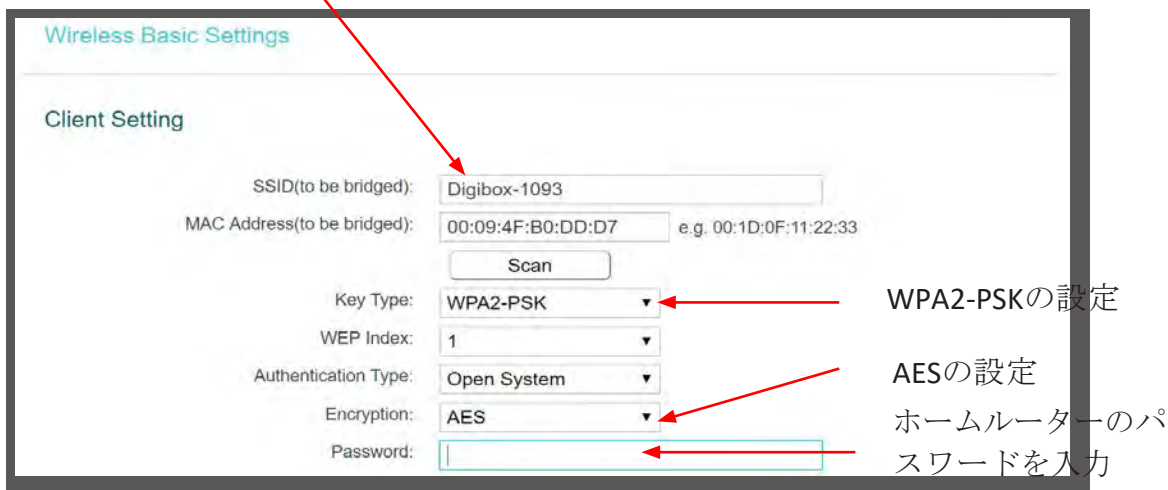 Wireless Basic Settings
Client Setting
SSID(to be bridged): Digibox-1093
MAC Address(to be bridged): 00:09:4F:B0:DD:D7 e.g. 00:1D:0F:11:22:33
Scan
Key Type: WPA2-PSK WPA2-PSKの設定
WEP Index: 1
Authentication Type: Open System AESの設定
Encryption: AES ホームルーターのパ
Password: スワードを入力